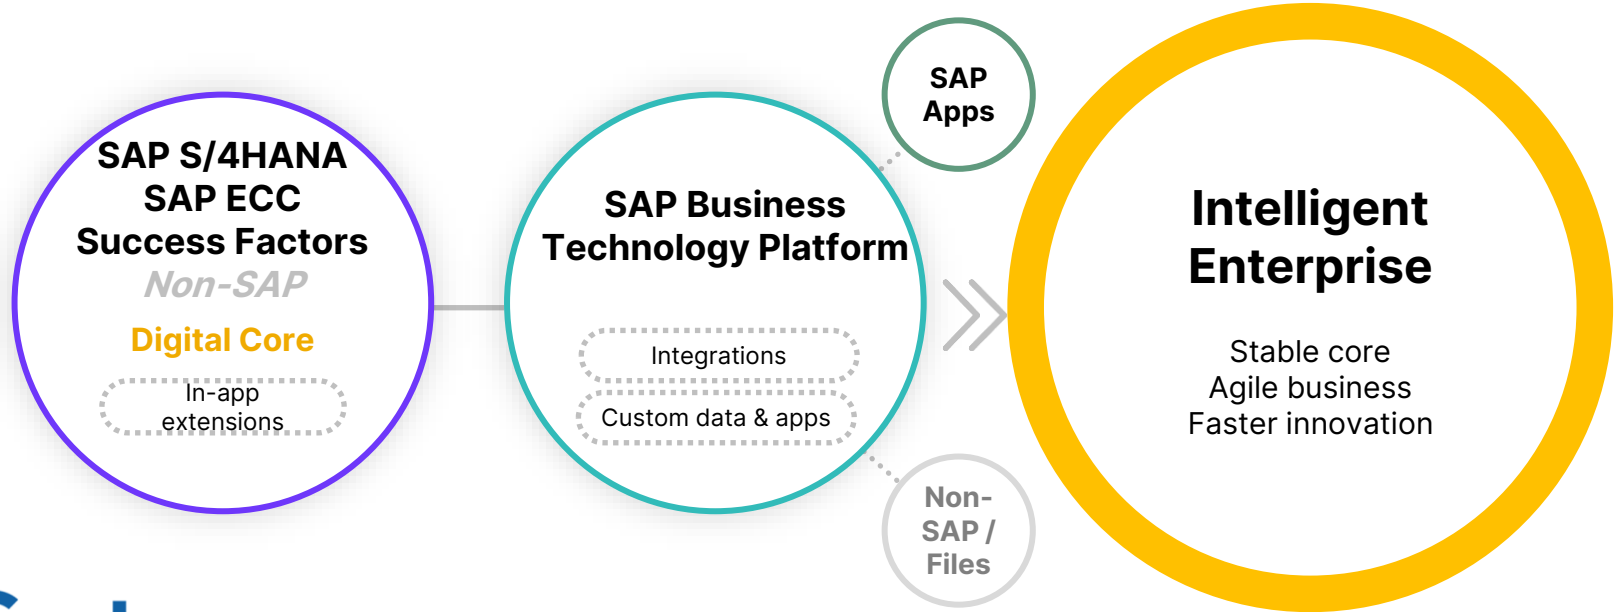 SAP S/4HANA
SAP ECC
Success Factors
Non-SAP
Digital Core
In-app
extensions
SAP Business
Technology Platform
Integrations
Custom data & apps
SAP
Apps
Non-
SAP /
Files
Intelligent
Enterprise
Stable core
Agile business
Faster innovation